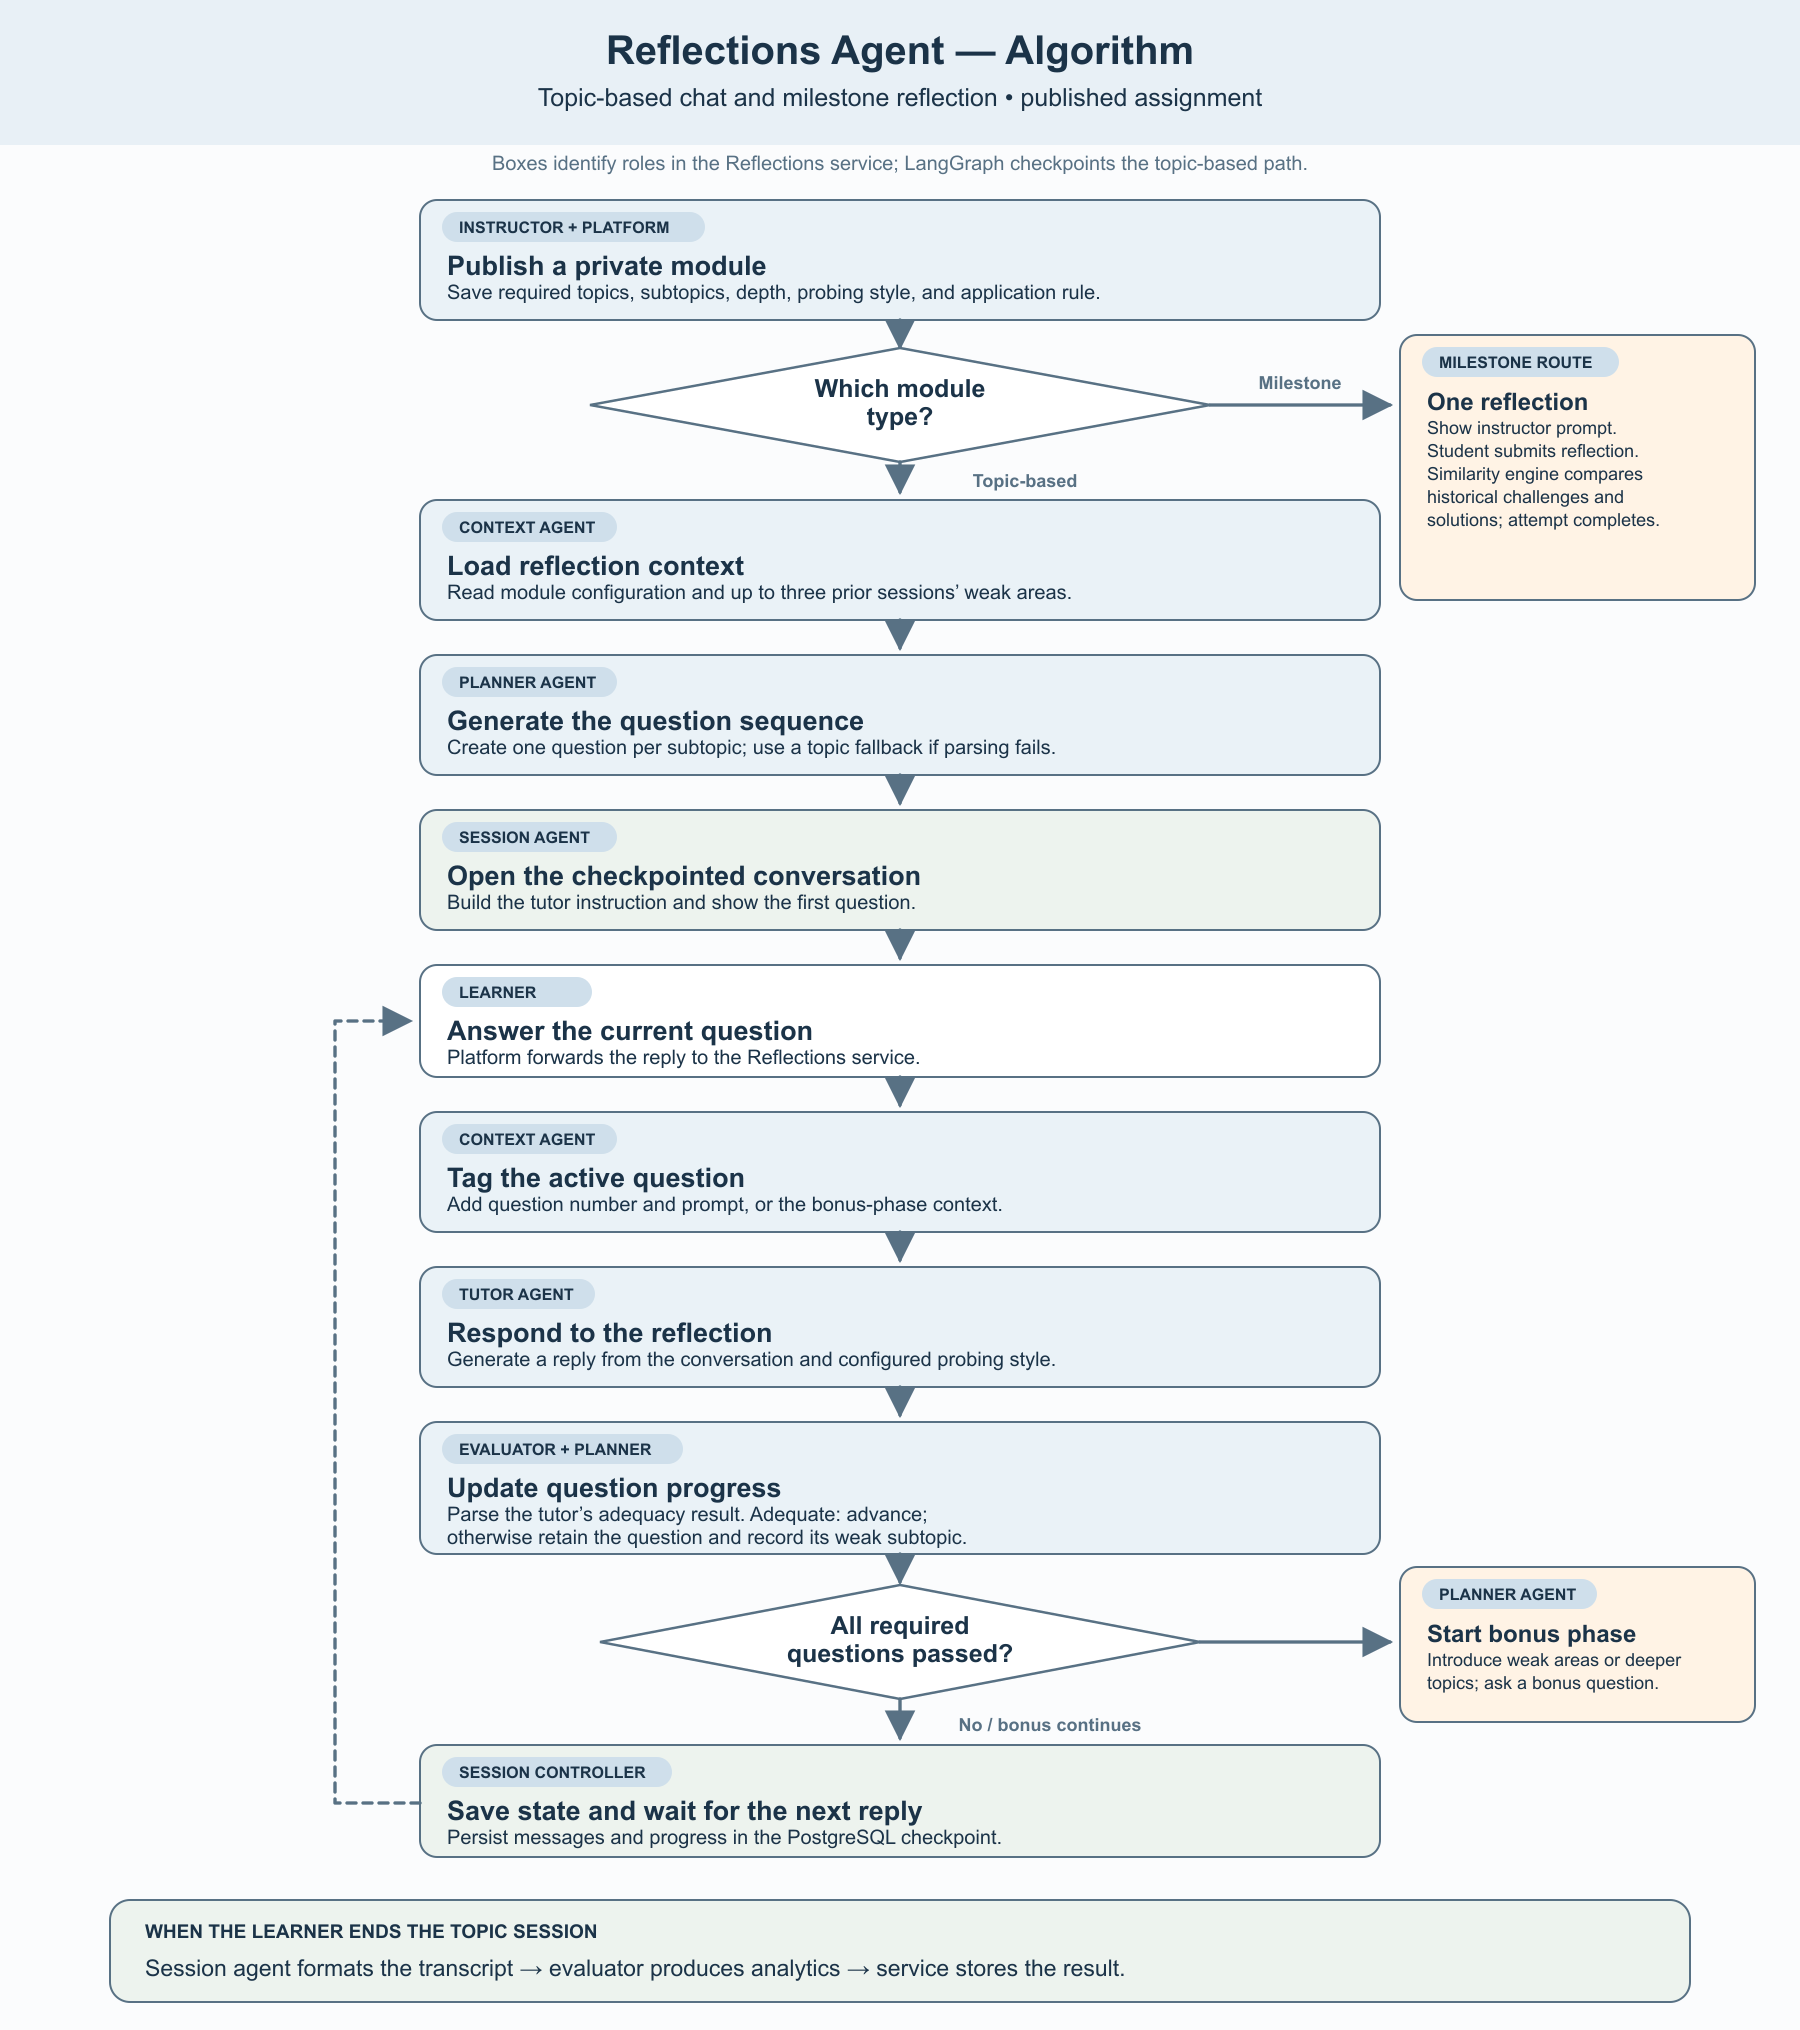 Reflections Agent — Algorithm
Topic-based chat and milestone reflection • published assignment
Boxes identify roles in the Reflections service; LangGraph checkpoints the topic-based path.
INSTRUCTOR + PLATFORM
Publish a private module
Save required topics, subtopics, depth, probing style, and application rule.
Which module
type?
Milestone
MILESTONE ROUTE
One reflection
Show instructor prompt.
Student submits reflection.
Similarity engine compares
historical challenges and
solutions; attempt completes.
Topic-based
CONTEXT AGENT
Load reflection context
Read module configuration and up to three prior sessions’ weak areas.
PLANNER AGENT
Generate the question sequence
Create one question per subtopic; use a topic fallback if parsing fails.
SESSION AGENT
Open the checkpointed conversation
Build the tutor instruction and show the first question.
LEARNER
Answer the current question
Platform forwards the reply to the Reflections service.
CONTEXT AGENT
Tag the active question
Add question number and prompt, or the bonus-phase context.
TUTOR AGENT
Respond to the reflection
Generate a reply from the conversation and configured probing style.
EVALUATOR + PLANNER
Update question progress
Parse the tutor’s adequacy result. Adequate: advance;
otherwise retain the question and record its weak subtopic.
All required
questions passed?
PLANNER AGENT
Start bonus phase
Introduce weak areas or deeper
topics; ask a bonus question.
No / bonus continues
SESSION CONTROLLER
Save state and wait for the next reply
Persist messages and progress in the PostgreSQL checkpoint.
WHEN THE LEARNER ENDS THE TOPIC SESSION
Session agent formats the transcript → evaluator produces analytics → service stores the result.